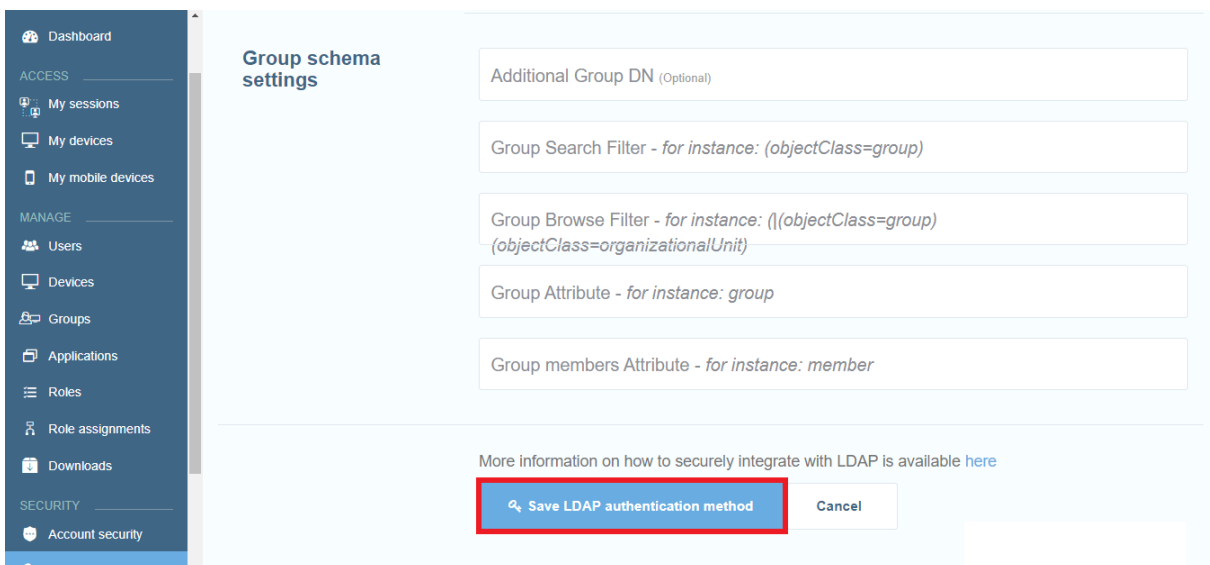 Dashboard
ACCESS
My sessions
My devices
My mobile devices
MANAGE
Users
Devices
Groups
Applications
Roles
Role assignments
Downloads
SECURITY
Account security
Group schema
settings
Additional Group DN (Optional)
Group Search Filter - for instance: (objectClass=group)
Group Browse Filter - for instance: (|(objectClass=group)
(objectClass=organizationalUnit)
Group Attribute - for instance: group
Group members Attribute - for instance: member
More information on how to securely integrate with LDAP is available here
Save LDAP authentication method
Cancel